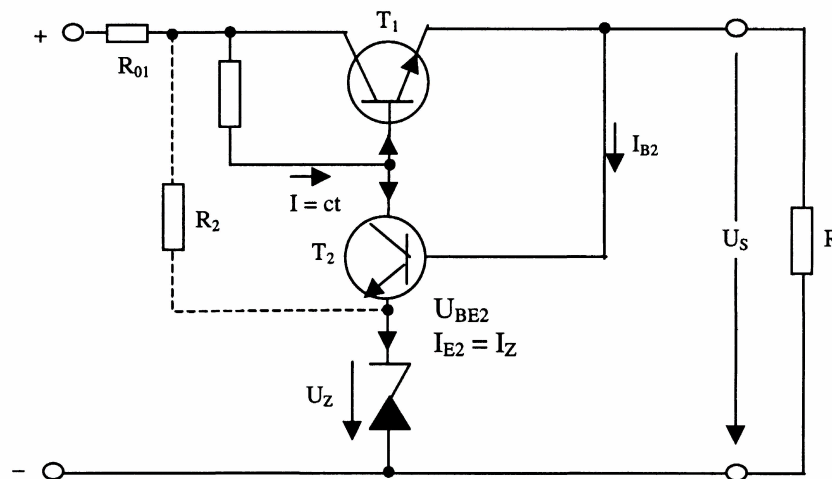 T1
+
R01
IB2
I = ct
R2
T2
US
R
UBE2
IE2 = IZ
UZ
−